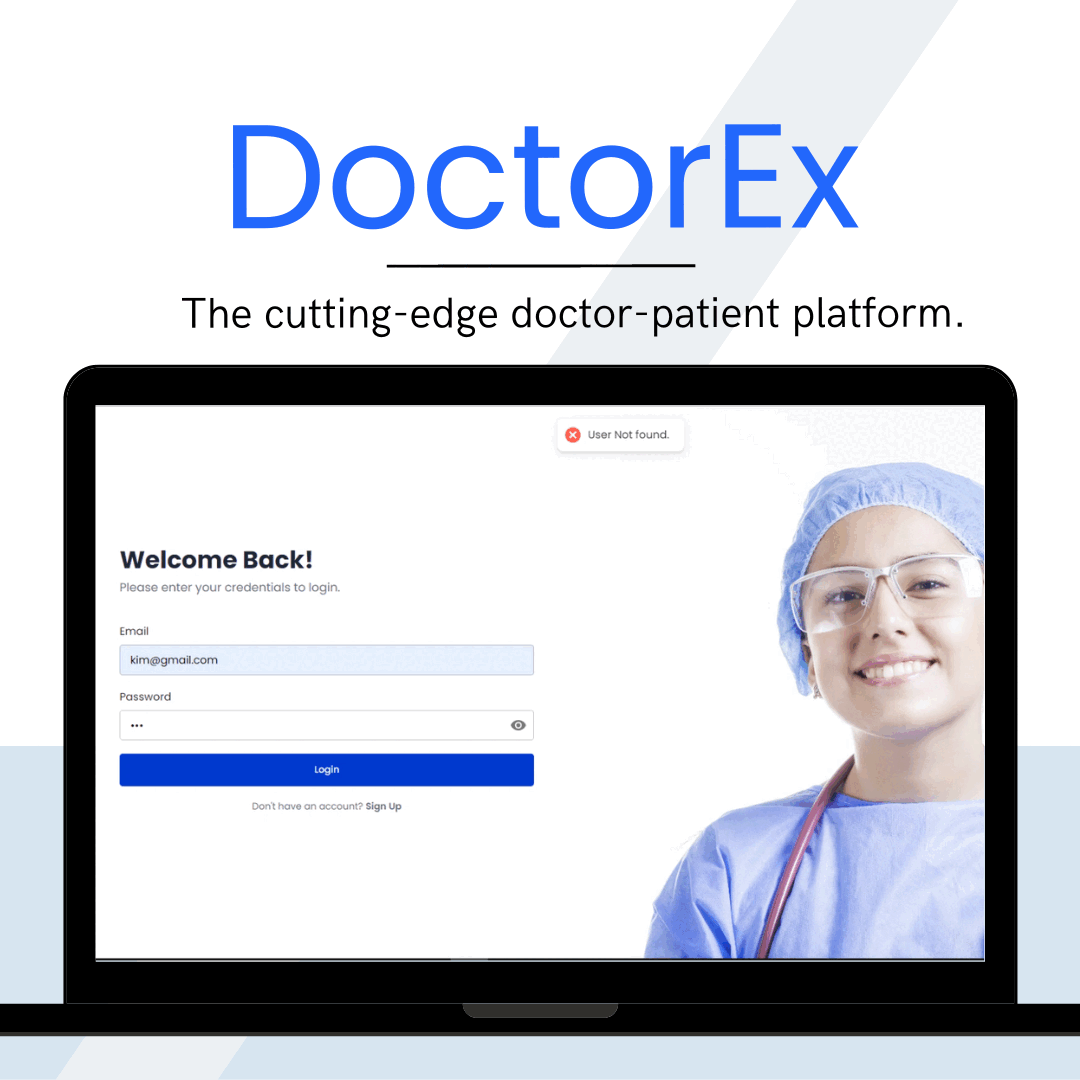 DoctorEx
The cutting-edge doctor-patient platform.
User Not found.
Welcome Back!
Please enter your credentials to login.
Email
kim@gmail.com
Password
•••
Login
Don't have an account? Sign Up